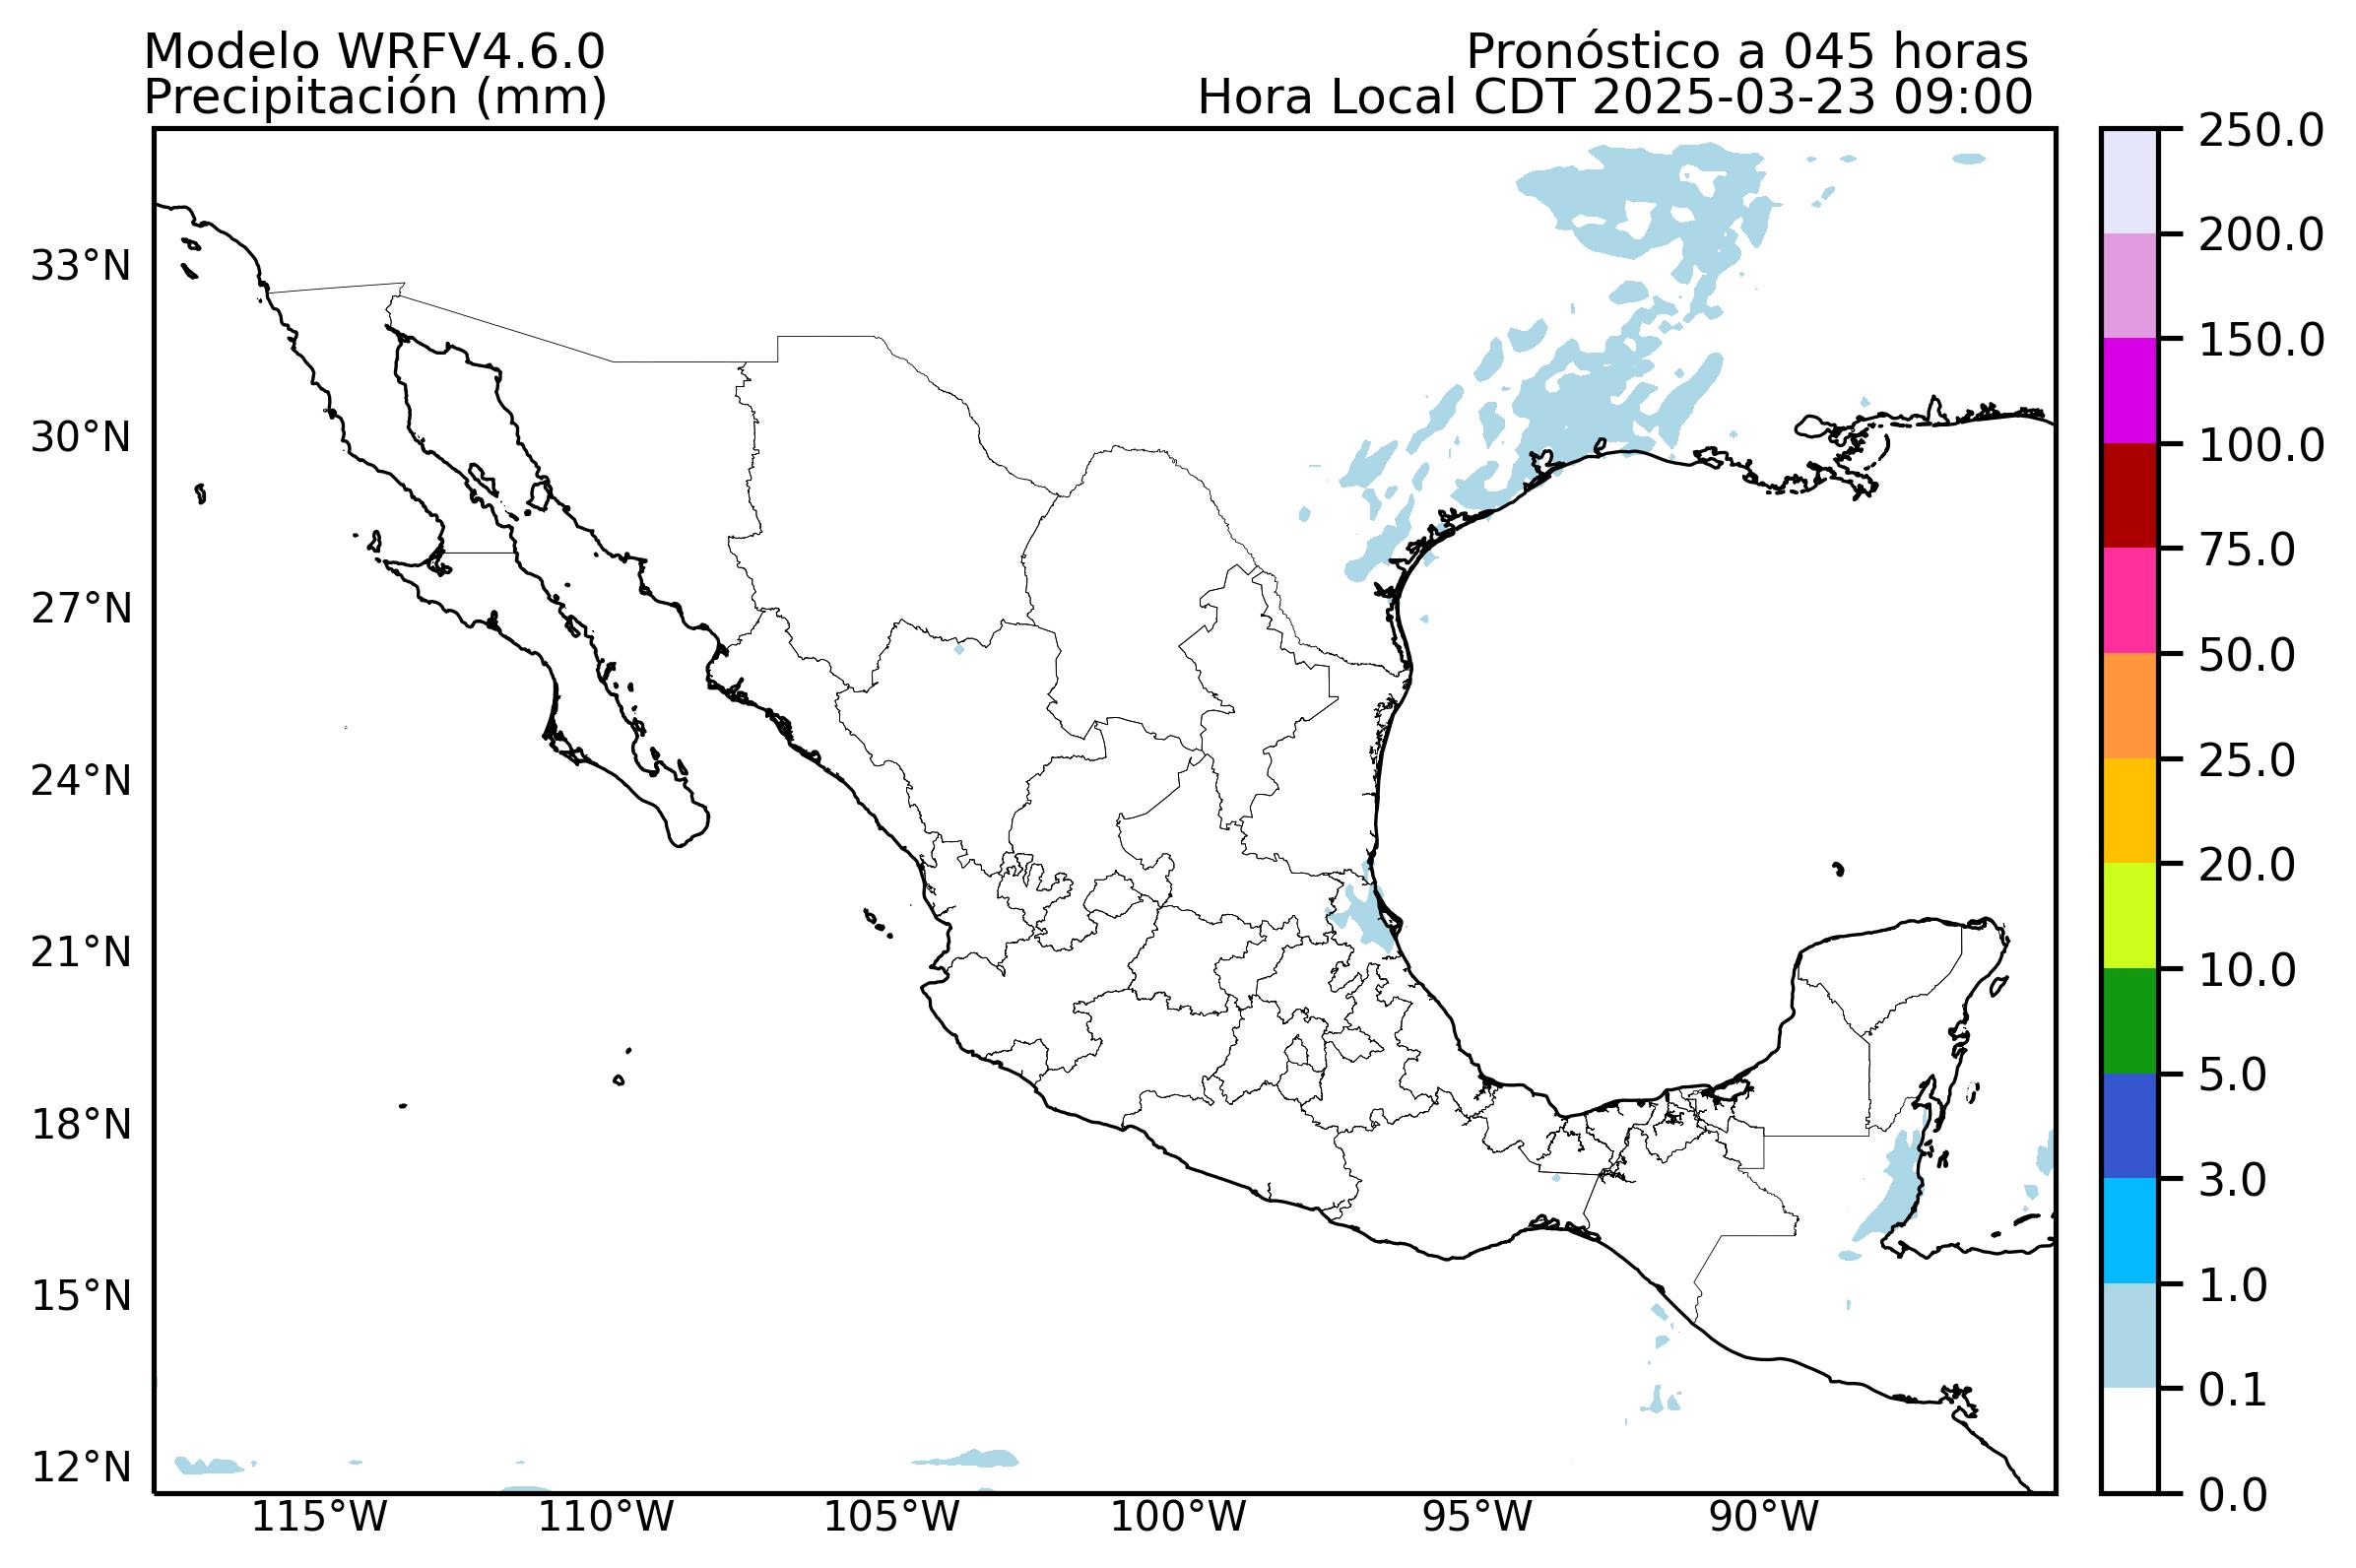 Modelo WRFV4.6.0
Precipitación (mm)
Pronóstico a 045 horas
Hora Local CDT 2025-03-23 09:00
33°N
30°N
27°N
24°N
21°N
18°N
15°N
12°N
115°W
110°W
105°W
100°W
95°W
90°W
250.0
200.0
150.0
100.0
75.0
50.0
25.0
20.0
10.0
5.0
3.0
1.0
0.1
0.0